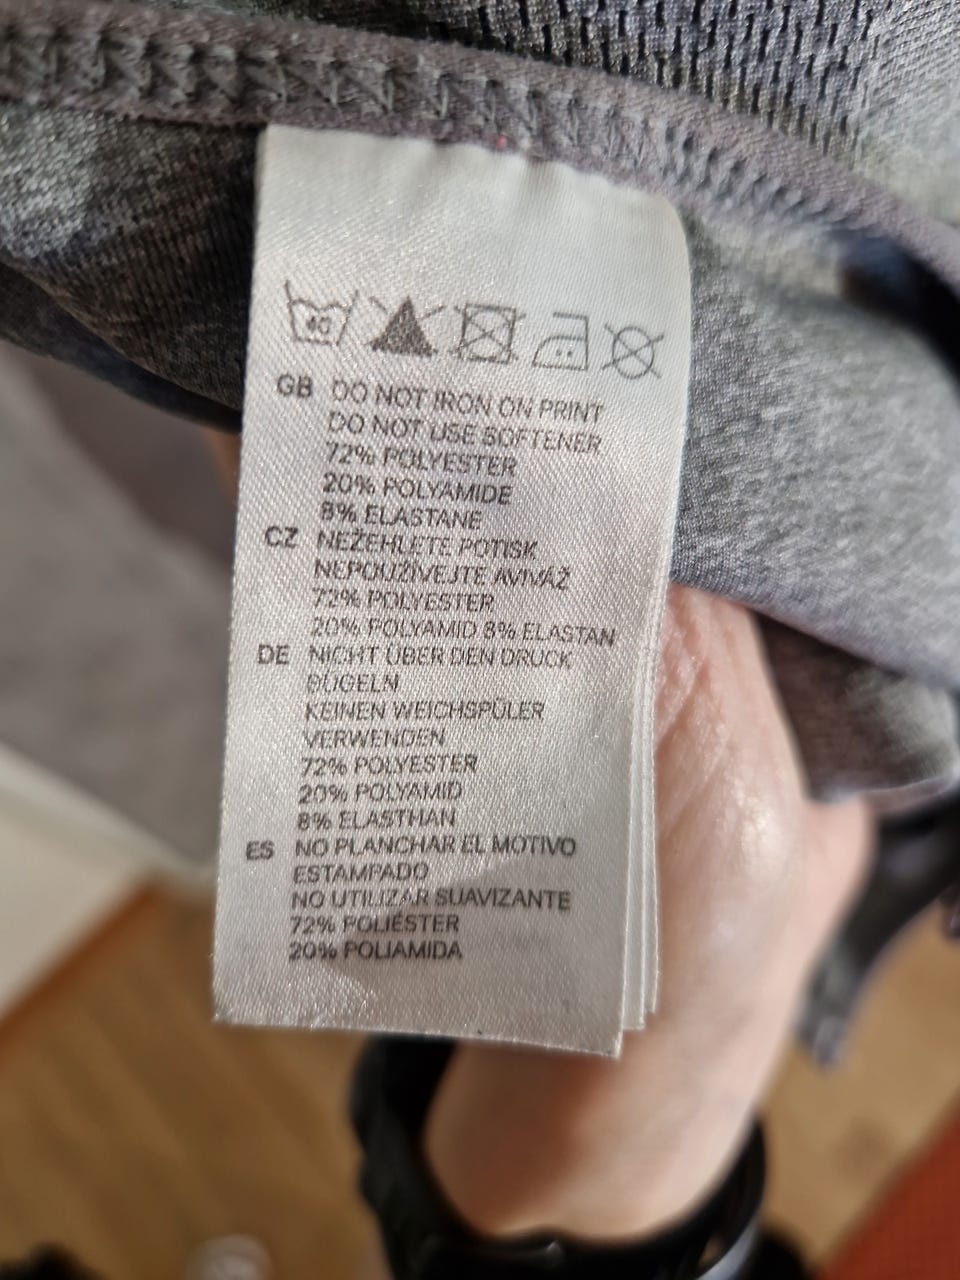 40
GB DO NOT IRON ON PRINT
DO NOT USE SOFTENER
72% POLYESTER
20% POLYAMIDE
8% ELASTANE
CZ NEŽEHLETE POTISK
NEPOUŽÍVEJTE AVIVÁŽ
72% POLYESTER
20% POLYAMID 8% ELASTAN
DE NICHT ÜBER DEN DRUCK
BÜGELN
KEINEN WEICHSPÜLER
VERWENDEN
72% POLYESTER
20% POLYAMID
8% ELASTHAN
ES NO PLANCHAR EL MOTIVO
ESTAMPADO
NO UTILIZAR SUAVIZANTE
72% POLIÉSTER
20% POLIAMIDA